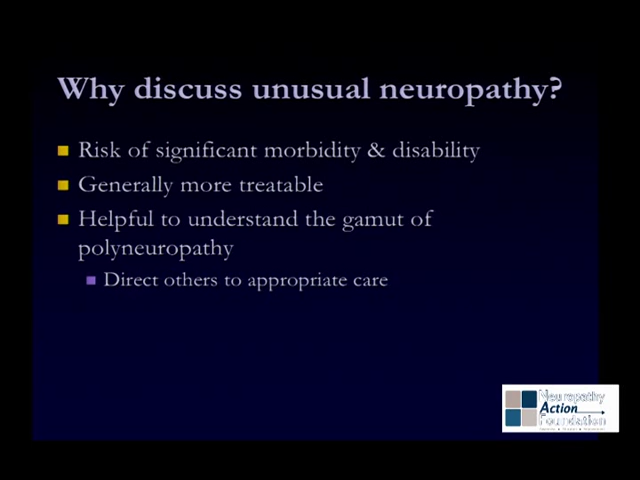 Why discuss unusual neuropathy?
Risk of significant morbidity & disability
Generally more treatable
Helpful to understand the gamut of
polyneuropathy
Direct others to appropriate care
Neuropathy
Action
Foundation